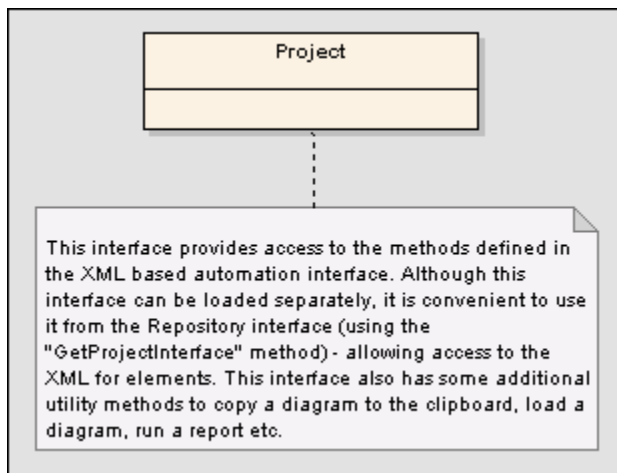 Project
This interface provides access to the methods defined in
the XML based automation interface. Although this
interface can be loaded separately, it is convenient to use
it from the Repository interface (using the
"GetProjectInterface" method) - allowing access to the
XML for elements. This interface also has some additional
utility methods to copy a diagram to the clipboard, load a
diagram, run a report etc.